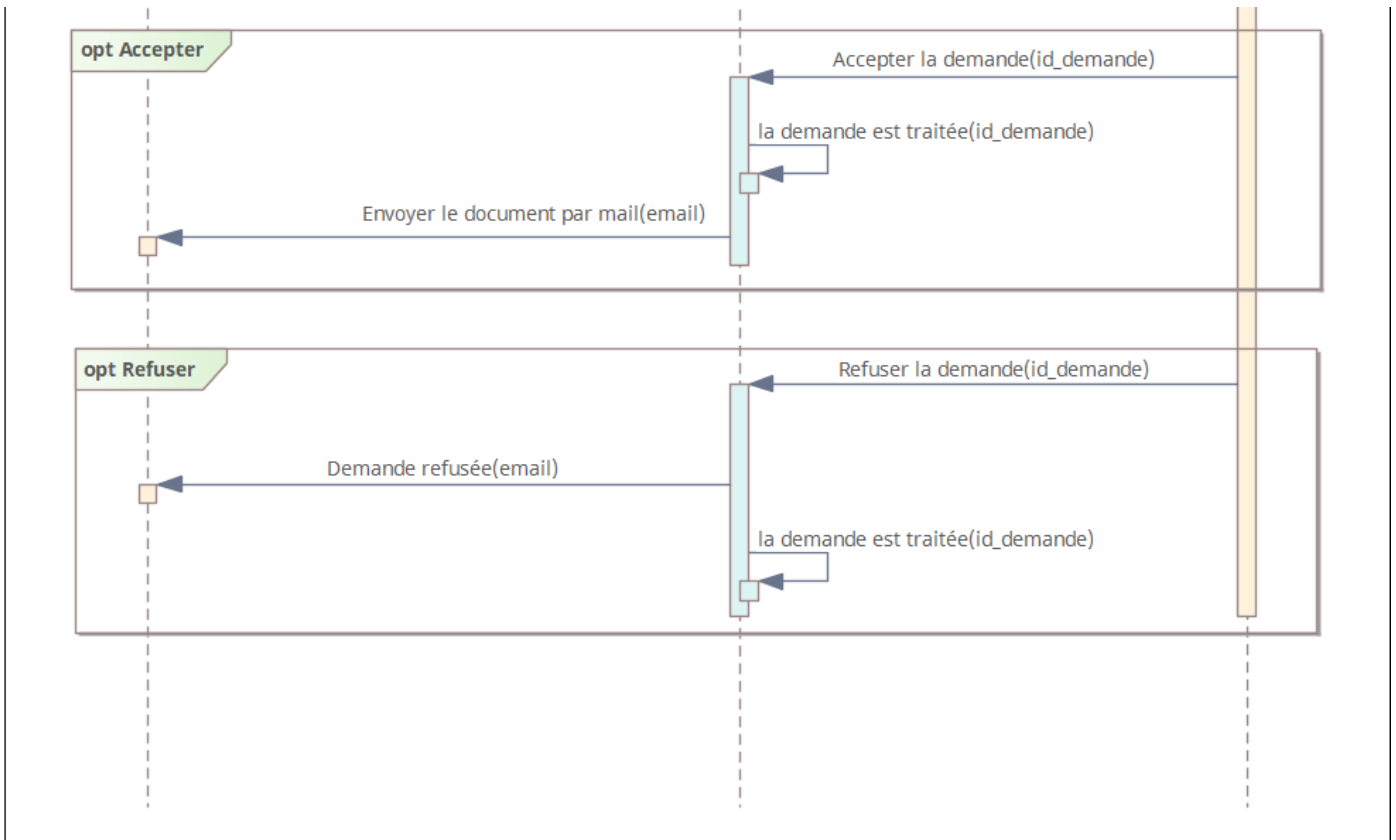 opt Accepter
Accepter la demande(id_demande)
la demande est traitée(id_demande)
Envoyer le document par mail(email)
opt Refuser
Refuser la demande(id_demande)
Demande refusée(email)
la demande est traitée(id_demande)